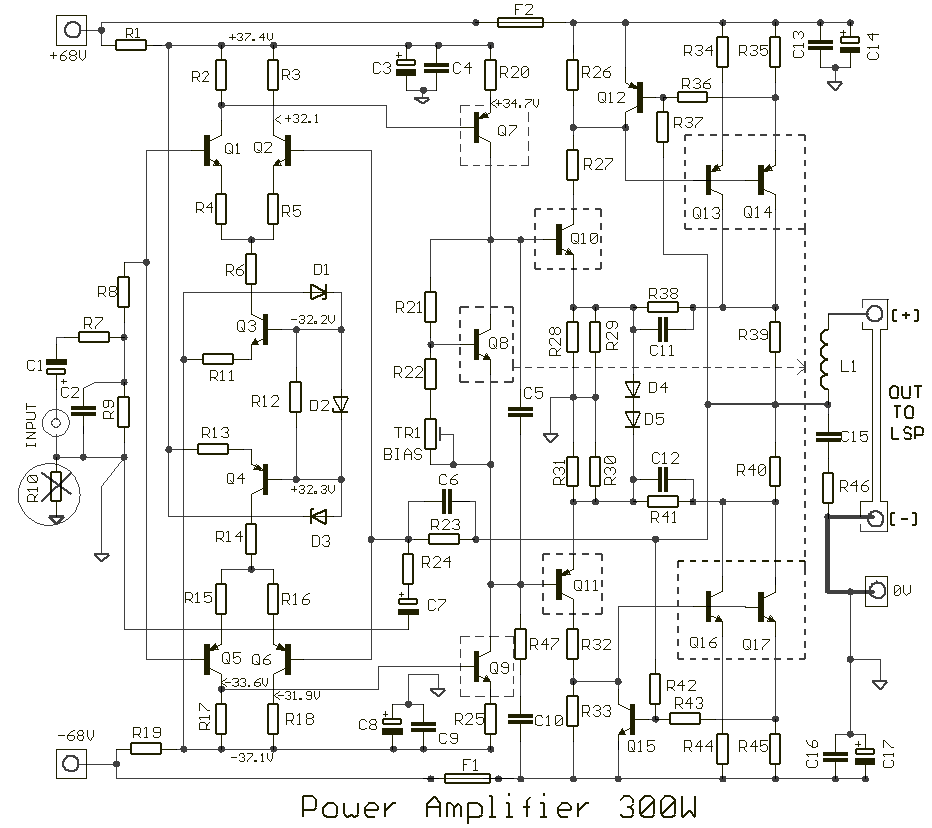 F2
R1
+68V
+37.4V
R2
R3
C3
C4
R20
+34.7V
R26
Q12
R36
R34
R35
C13
C14
R37
+32.1
Q7
Q1
Q2
R27
R4
R5
Q13
Q14
Q10
R6
D1
R8
R21
R38
-32.2V
Q3
R7
Q8
R28
R29
C11
R39
[+]
C1
R11
R22
L1
C2
R9
R12
D2
C5
D4
OUT
TO
LSP
INPUT
TR1
BIAS
D5
R13
C15
R10
Q4
+32.3V
C6
R31
R30
C12
R40
R46
R23
R41
[-]
R14
D3
R24
R15
R16
C7
Q11
0V
Q5
Q6
Q9
R47
R32
Q16
Q17
-33.6V
-31.9V
R42
R17
R18
C8
C9
R25
C10
R33
R43
-68V
R19
Q15
R44
R45
C16
C17
-37.1V
F1
Power Amplifier 300W